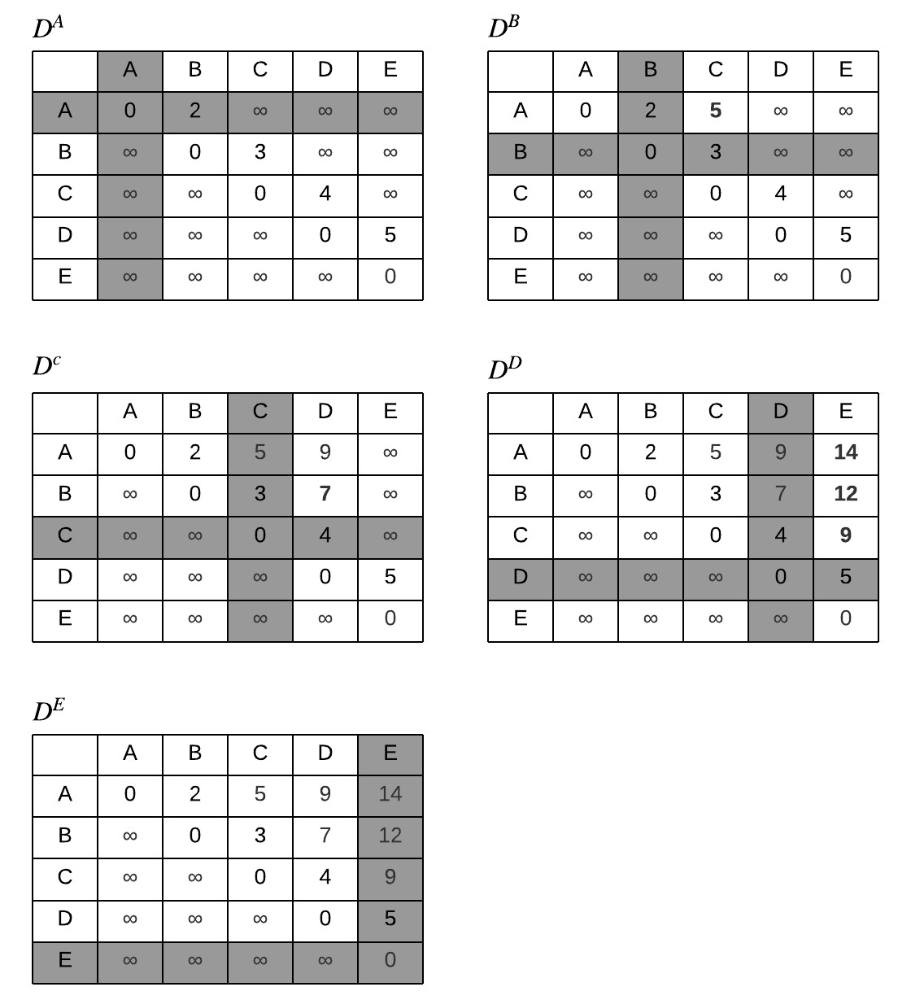 D^A
A B C D E
A 0 2 ∞ ∞ ∞
B ∞ 0 3 ∞ ∞
C ∞ ∞ 0 4 ∞
D ∞ ∞ ∞ 0 5
E ∞ ∞ ∞ ∞ 0
D^B
A B C D E
A 0 2 5 ∞ ∞
B ∞ 0 3 ∞ ∞
C ∞ ∞ 0 4 ∞
D ∞ ∞ ∞ 0 5
E ∞ ∞ ∞ ∞ 0
D^c
A B C D E
A 0 2 5 9 ∞
B ∞ 0 3 7 ∞
C ∞ ∞ 0 4 ∞
D ∞ ∞ ∞ 0 5
E ∞ ∞ ∞ ∞ 0
D^D
A B C D E
A 0 2 5 9 14
B ∞ 0 3 7 12
C ∞ ∞ 0 4 9
D ∞ ∞ ∞ 0 5
E ∞ ∞ ∞ ∞ 0
D^E
A B C D E
A 0 2 5 9 14
B ∞ 0 3 7 12
C ∞ ∞ 0 4 9
D ∞ ∞ ∞ 0 5
E ∞ ∞ ∞ ∞ 0